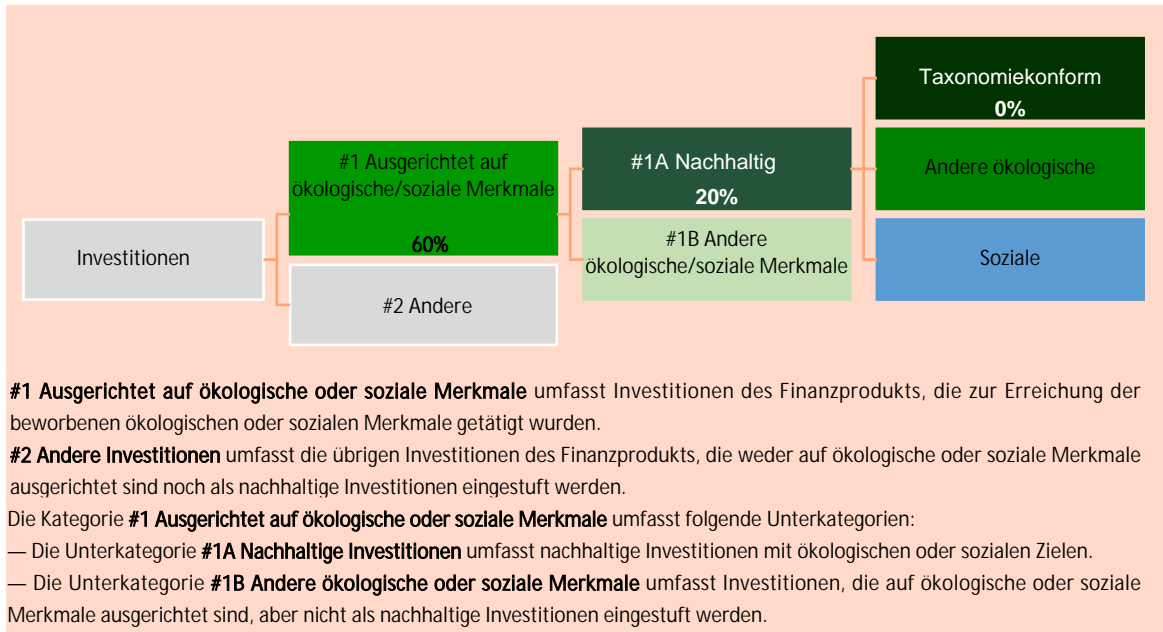 Taxonomiekonform
0%
#1 Ausgerichtet auf
ökologische/soziale Merkmale
60%
#1A Nachhaltig
20%
Andere ökologische
Investitionen
#1B Andere
ökologische/soziale Merkmale
Soziale
#2 Andere
#1 Ausgerichtet auf ökologische oder soziale Merkmale umfasst Investitionen des Finanzprodukts, die zur Erreichung der
beworbenen ökologischen oder sozialen Merkmale getätigt wurden.
#2 Andere Investitionen umfasst die übrigen Investitionen des Finanzprodukts, die weder auf ökologische oder soziale Merkmale
ausgerichtet sind noch als nachhaltige Investitionen eingestuft werden.
Die Kategorie #1 Ausgerichtet auf ökologische oder soziale Merkmale umfasst folgende Unterkategorien:
— Die Unterkategorie #1A Nachhaltige Investitionen umfasst nachhaltige Investitionen mit ökologischen oder sozialen Zielen.
— Die Unterkategorie #1B Andere ökologische oder soziale Merkmale umfasst Investitionen, die auf ökologische oder soziale
Merkmale ausgerichtet sind, aber nicht als nachhaltige Investitionen eingestuft werden.